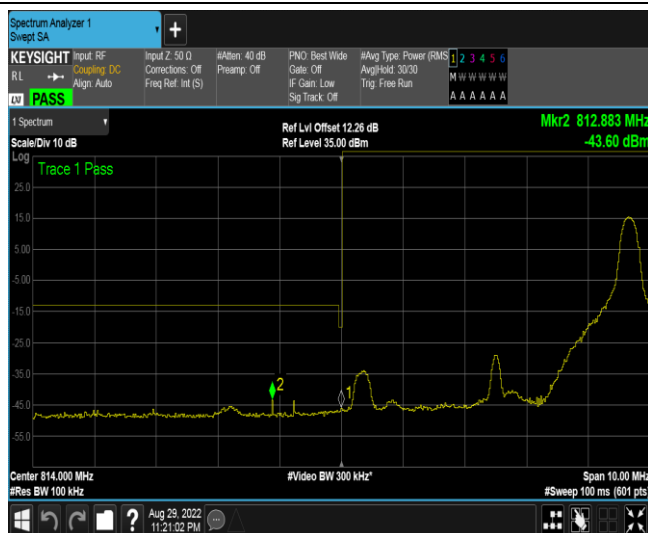 Spectrum Analyzer 1
Swept SA
+
KEYSIGHT
RL
LXI PASS
Input: RF
Coupling: DC
Align: Auto
Input Z: 50 Ω
Corrections: Off
Freq Ref: Int (S)
#Atten: 40 dB
Preamp: Off
PNO: Best Wide
Gate: Off
IF Gain: Low
Sig Track: Off
#Avg Type: Power (RMS
Avg|Hold: 30/30
Trig: Free Run
1 2 3 4 5 6
M W W W W W
A A A A A A
1 Spectrum
Scale/Div 10 dB
Ref Lvl Offset 12.26 dB
Ref Level 35.00 dBm
Mkr2 812.883 MHz
-43.60 dBm
Log
Trace 1 Pass
25.0
15.0
5.00
-5.00
-15.0
-25.0
-35.0
-45.0
-55.0
2
1
Center 814.000 MHz
#Video BW 300 kHz*
Span 10.00 MHz
#Res BW 100 kHz
#Sweep 100 ms (601 pts)
?
Aug 29, 2022
11:21:02 PM